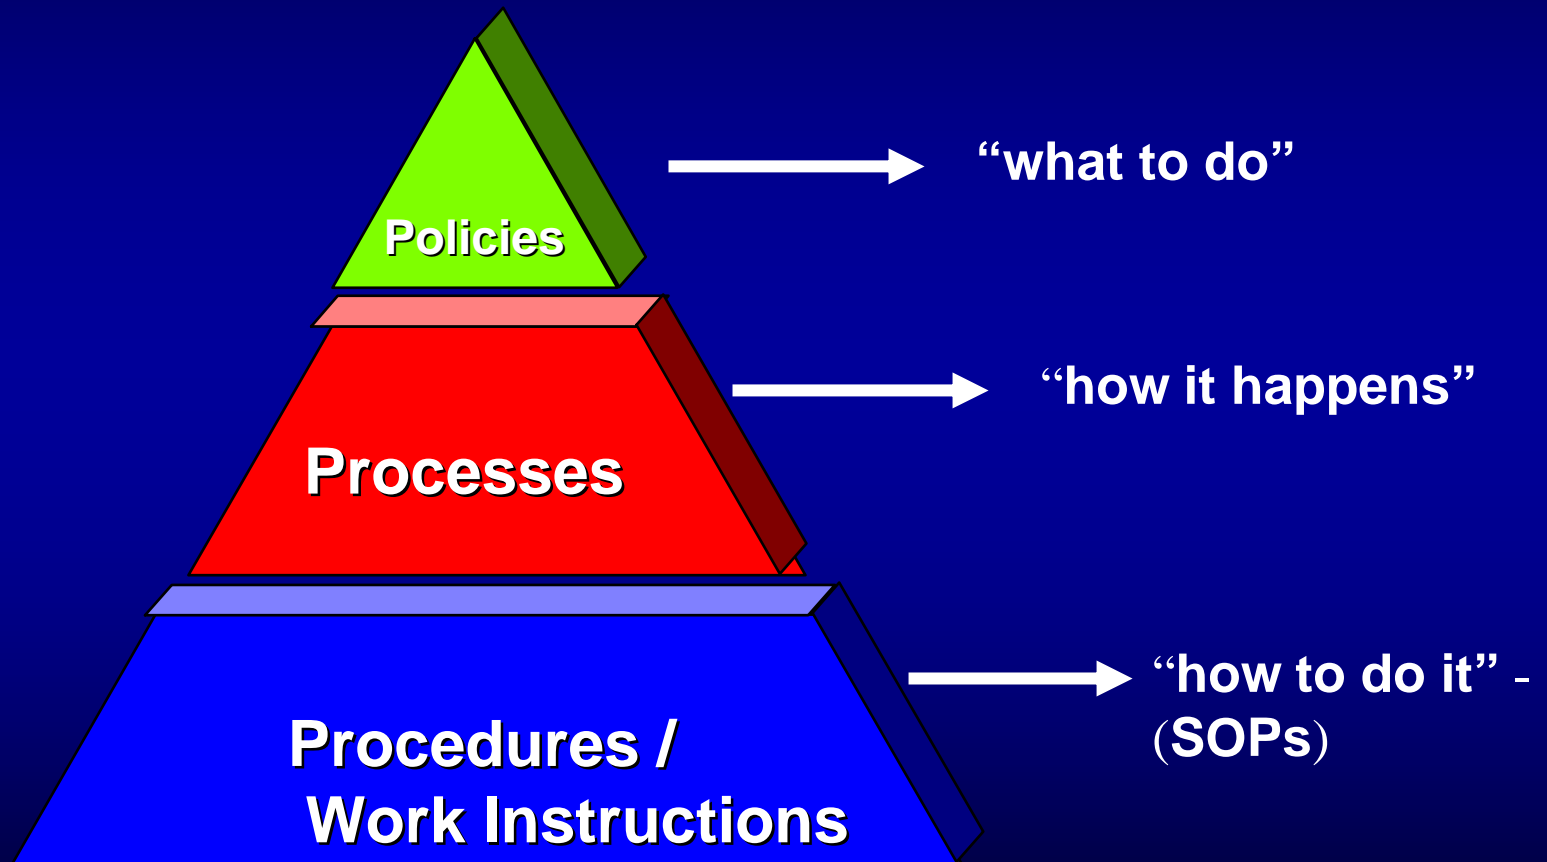 “what to do”
Policies
“how it happens”
Processes
“how to do it” -
(SOPs)
Procedures /
Work Instructions